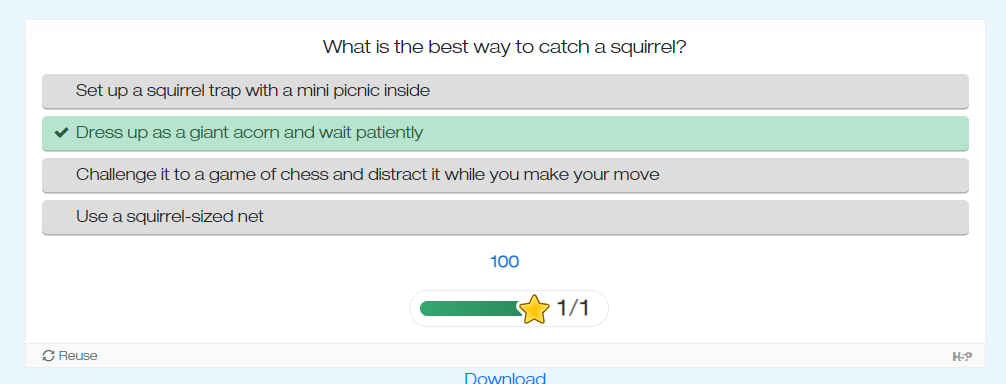 What is the best way to catch a squirrel?
Set up a squirrel trap with a mini picnic inside
Dress up as a giant acorn and wait patiently
Challenge it to a game of chess and distract it while you make your move
Use a squirrel-sized net
100
1/1
Reuse
H-P
Download